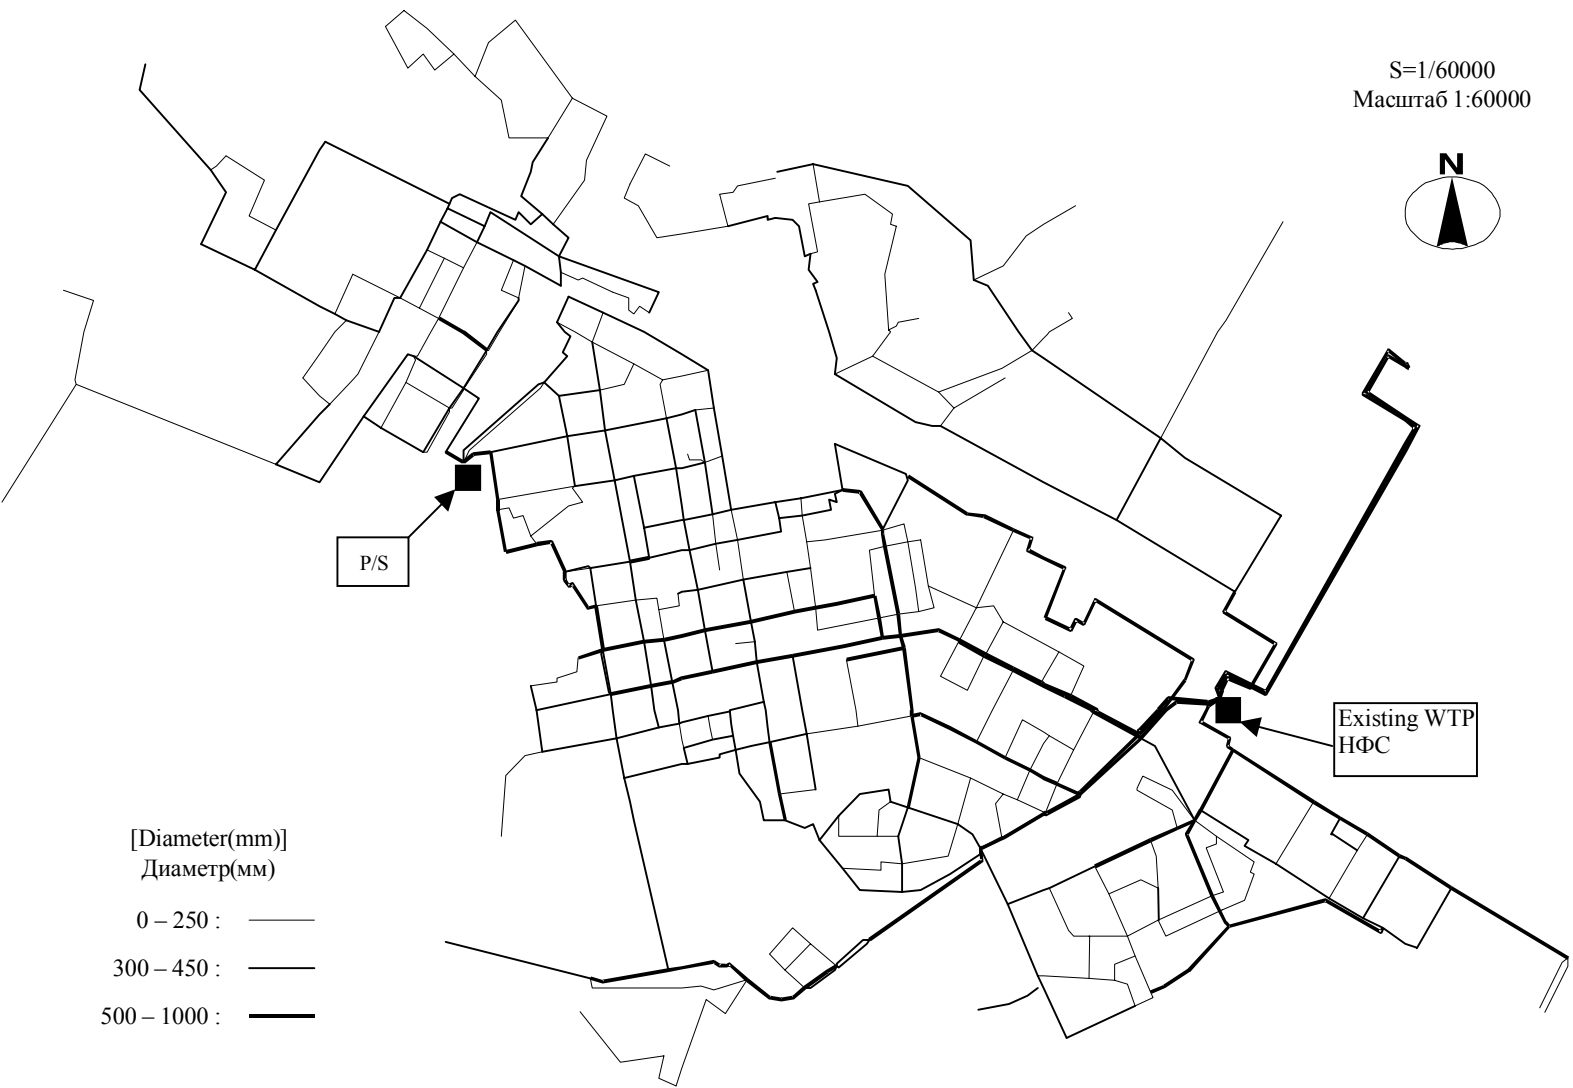 S=1/60000
Масштаб 1:60000
N
P/S
Existing WTP
НФС
[Diameter(mm)]
Диаметр(мм)
0 – 250 :
300 – 450 :
500 – 1000 :